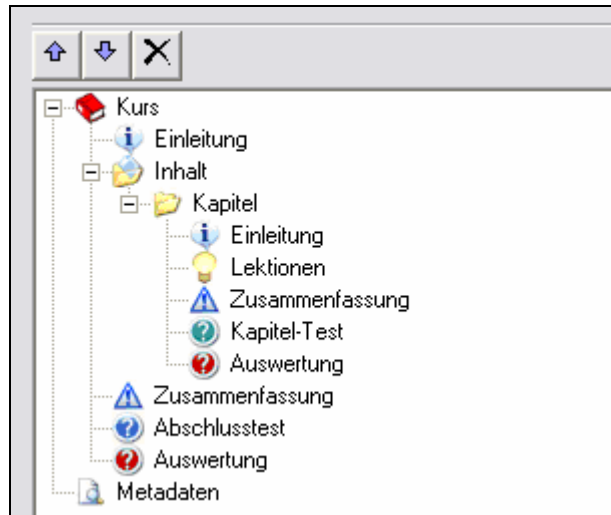 Kurs
Einleitung
Inhalt
Kapitel
Einleitung
Lektionen
Zusammenfassung
Kapitel-Test
Auswertung
Zusammenfassung
Abschlusstest
Auswertung
Metadaten